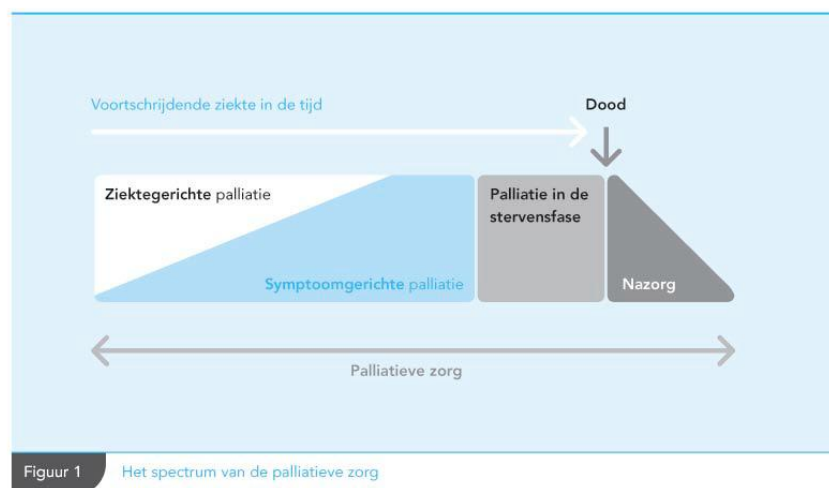 Voortschrijdende ziekte in de tijd
Dood
Ziektegerichte palliatie
Palliatie in de
stervensfase
Symptoomgerichte palliatie
Nazorg
Palliatieve zorg
Figuur 1
Het spectrum van de palliatieve zorg